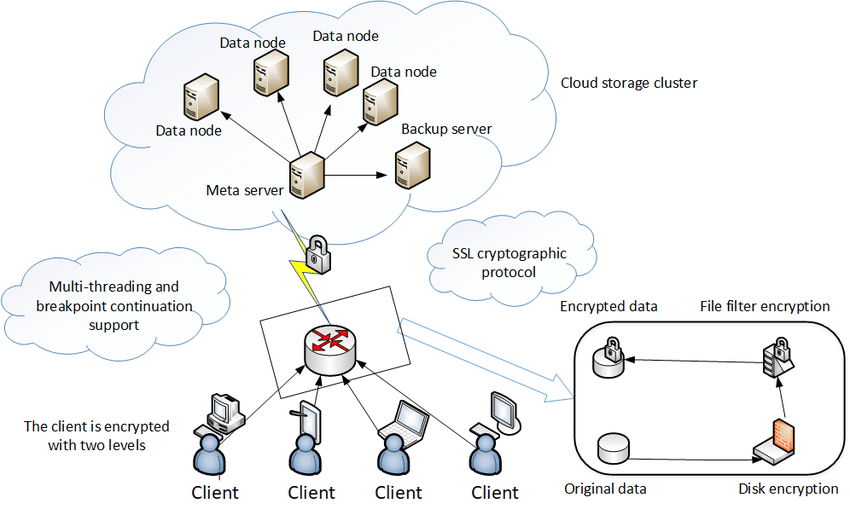 Data node
Data node
Data node
Data node
Cloud storage cluster
Backup server
Meta server
SSL cryptographic
protocol
Multi-threading and
breakpoint continuation
support
Encrypted data
File filter encryption
The client is encrypted
with two levels
Original data
Disk encryption
Client
Client
Client
Client